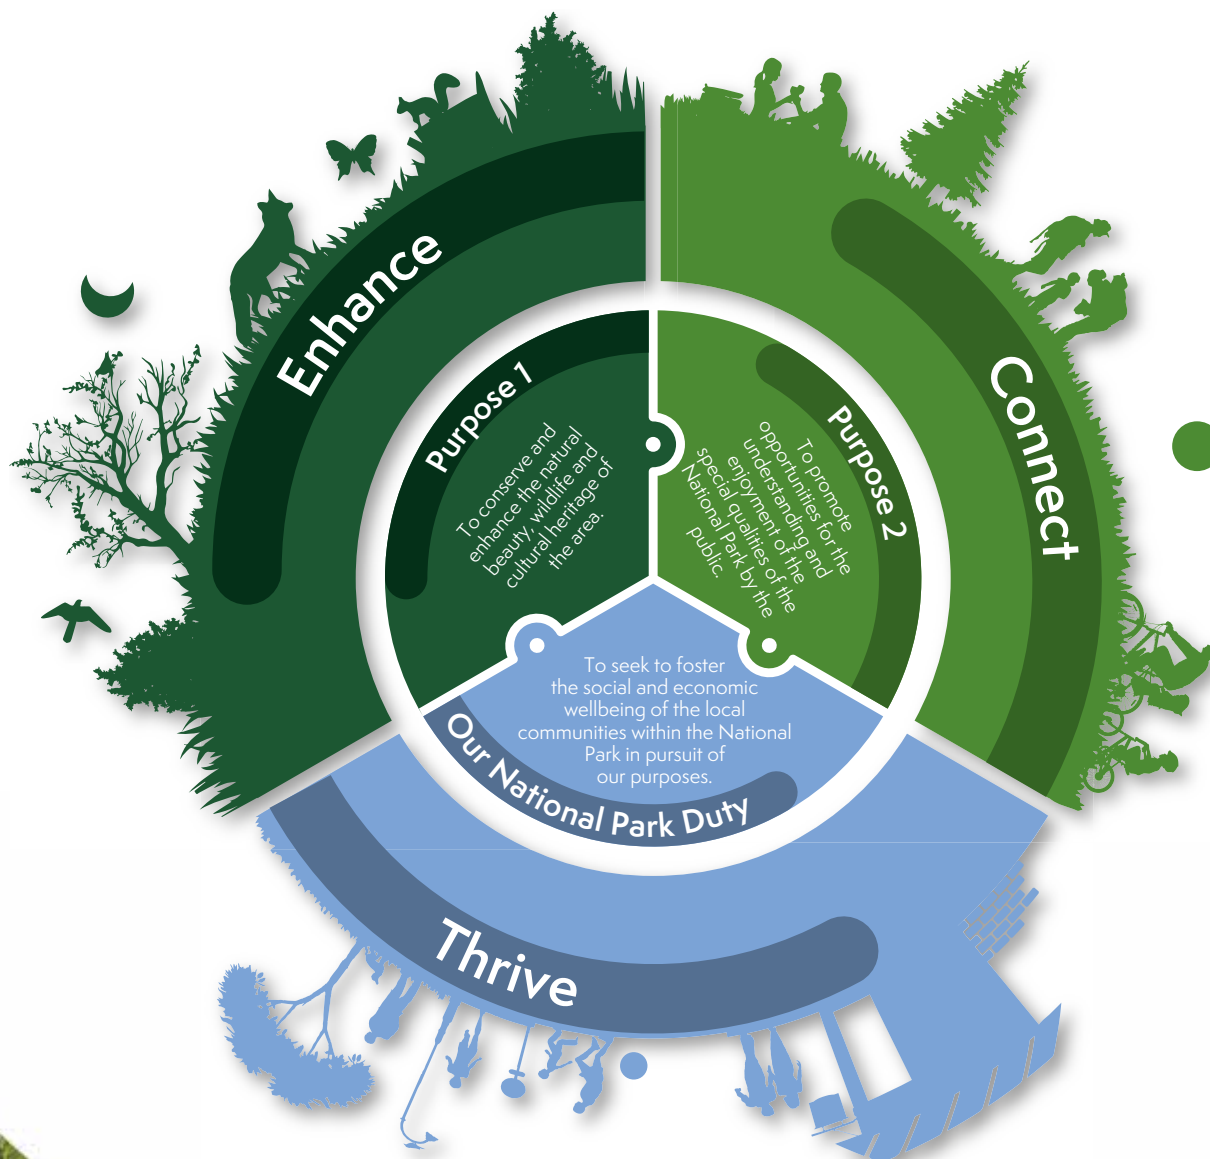 Enhance
Purpose 1
To conserve and
enhance the natural
beauty, wildlife and
cultural heritage of
the area.
Connect
Purpose 2
To promote
opportunities for the
understanding and
enjoyment of the
special qualities of the
National Park by the
public.
To seek to foster
the social and economic
wellbeing of the local
communities within the National
Park in pursuit of
our purposes.
Our National Park Duty
Thrive